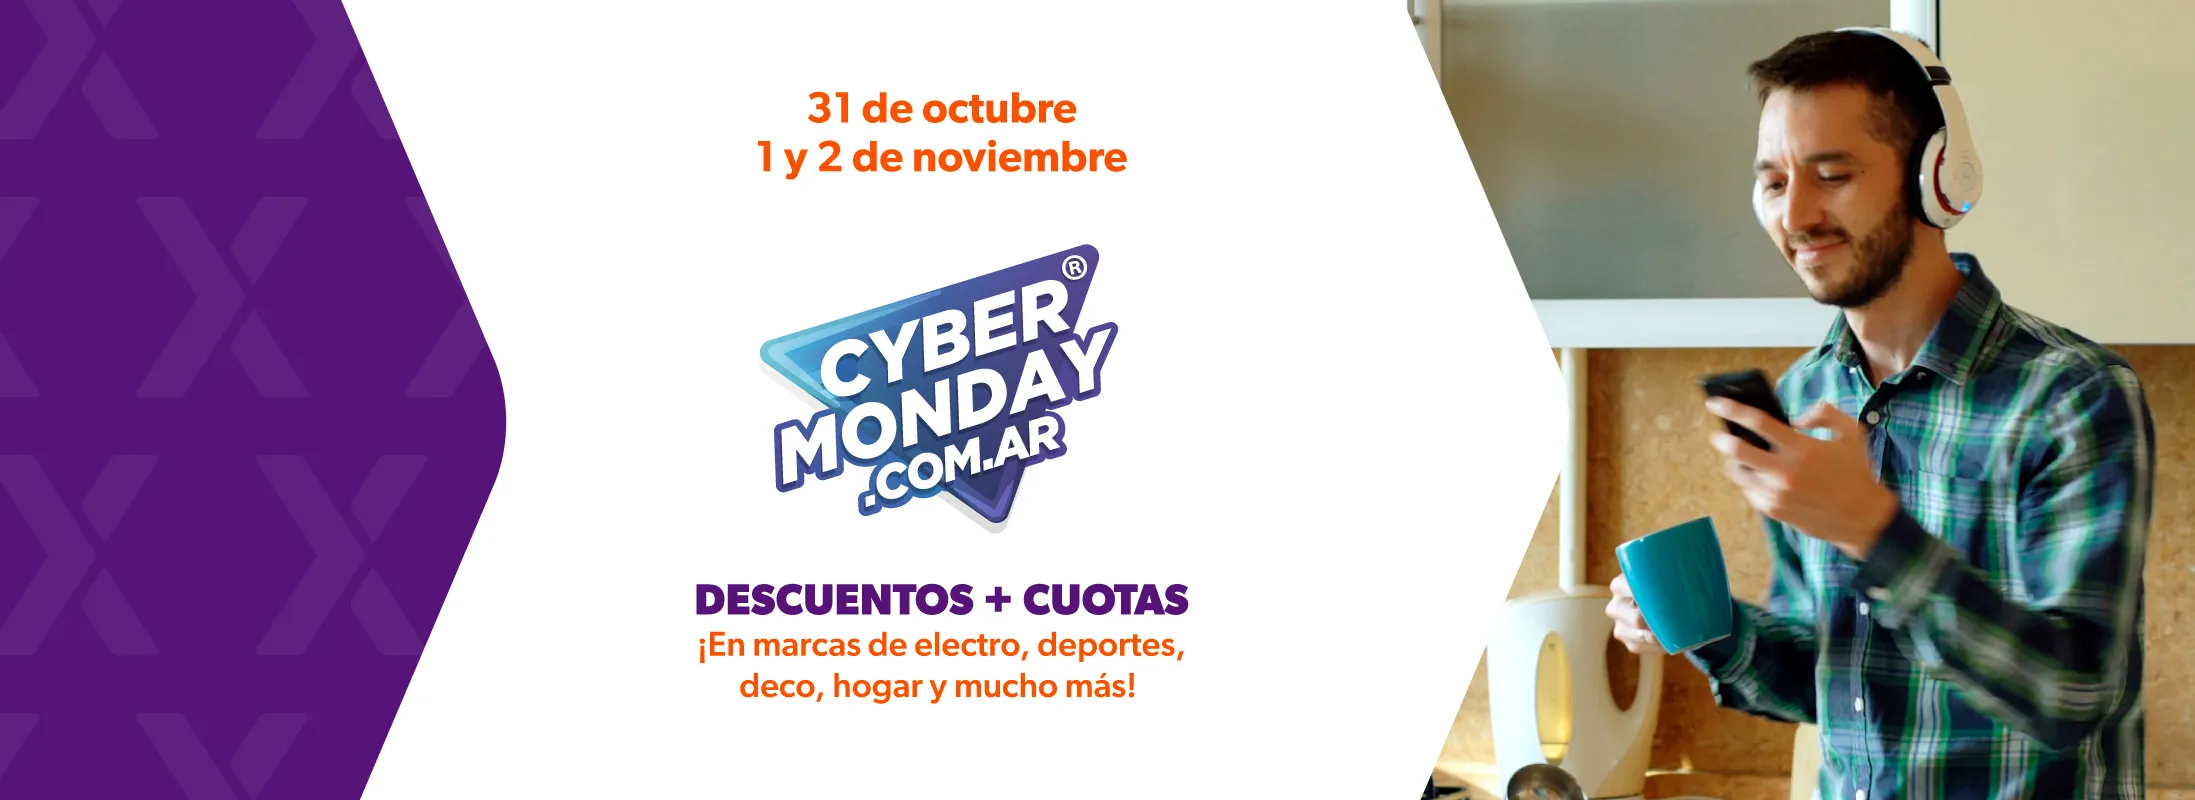 31 de octubre
1 y 2 de noviembre
CYBER®
MONDAY
.COM.AR
DESCUENTOS + CUOTAS
¡En marcas de electro, deportes,
deco, hogar y mucho más!